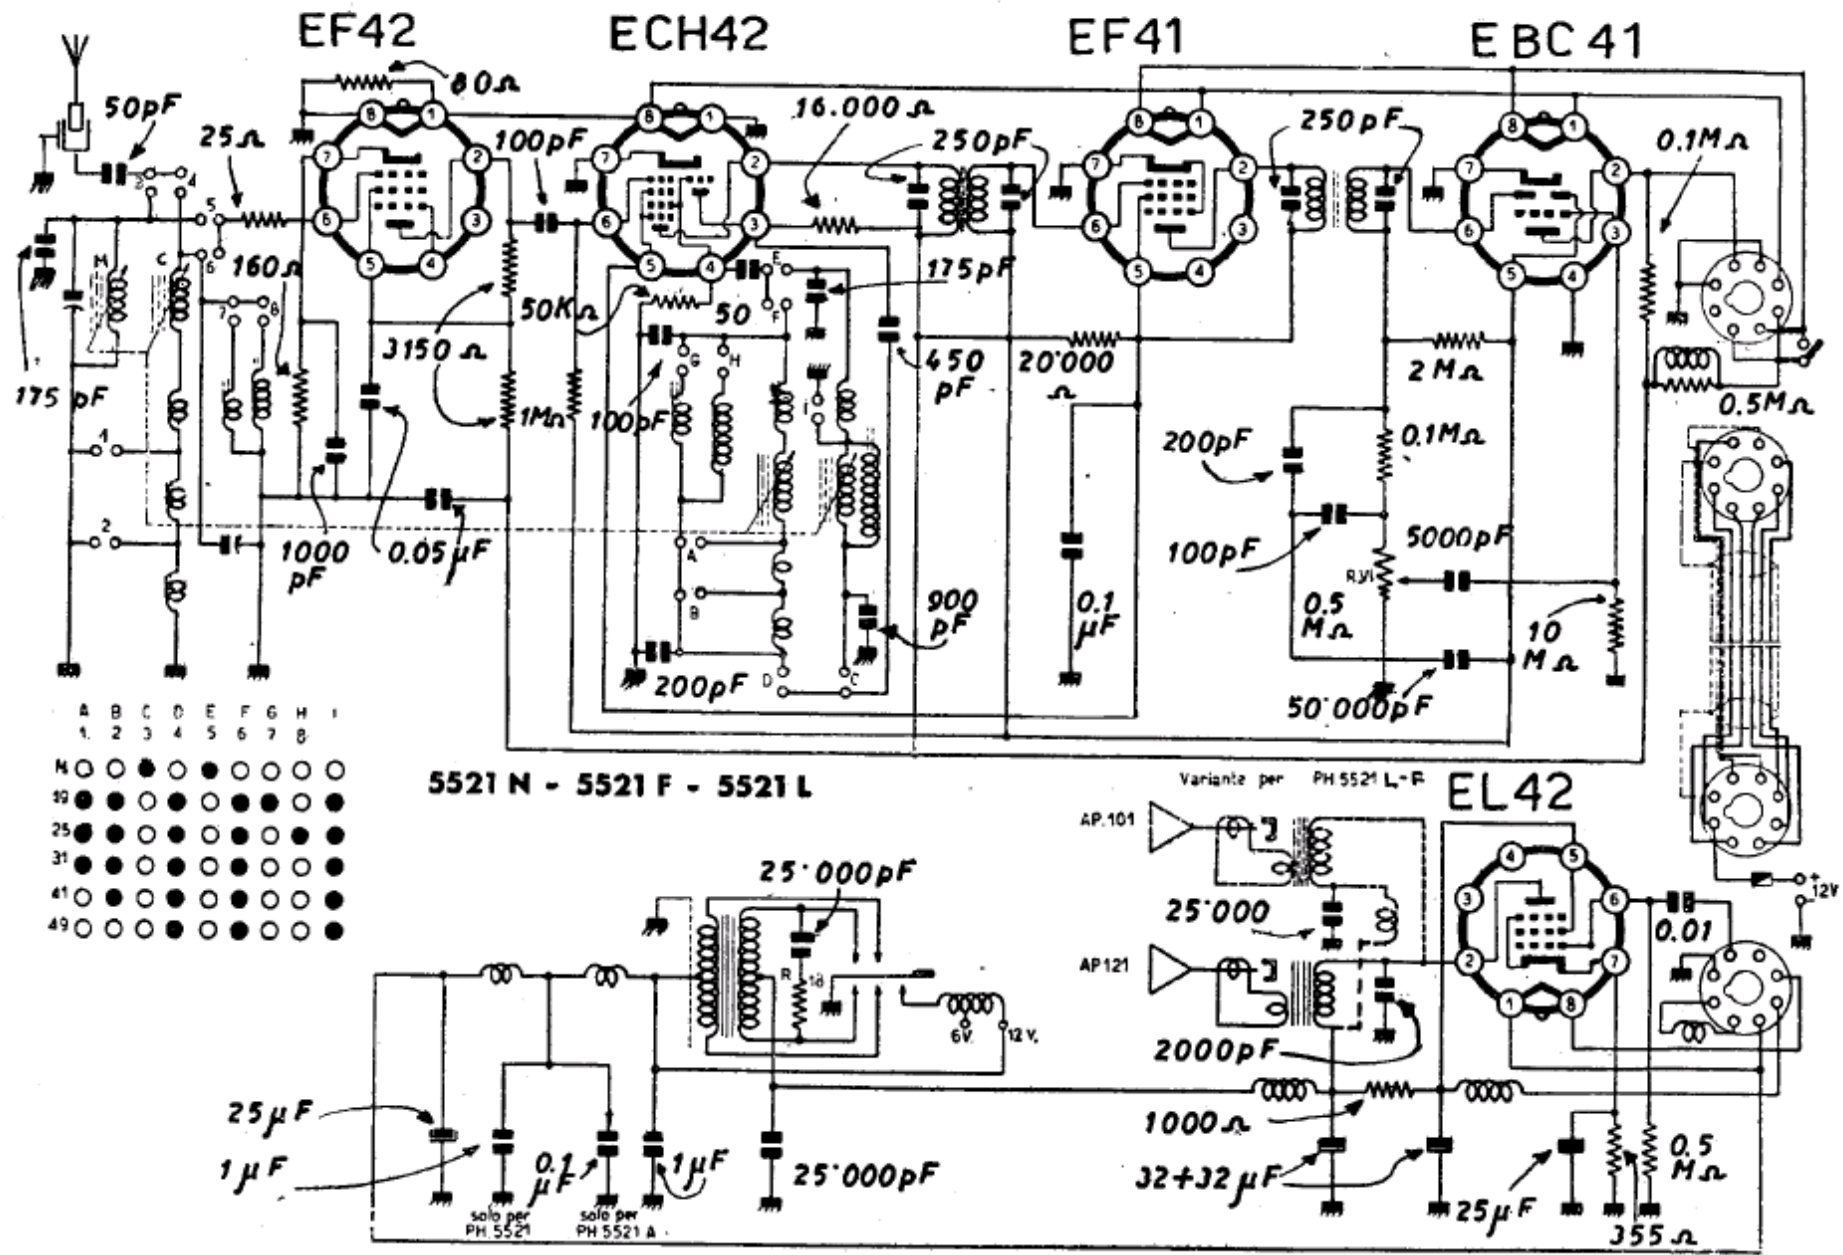 EF42
ECH42
EF41
EBC41
80Ω
50pF
25Ω
100pF
16.000Ω
250pF
250pF
0.1MΩ
160Ω
50KΩ
50
175pF
3150Ω
450
pF
20'000
Ω
2MΩ
0.5MΩ
175pF
1MΩ
100pF
200pF
0.1MΩ
1000
pF
0.05µF
100pF
5000pF
900
pF
0.1
µF
0.5
MΩ
10
MΩ
200pF
50'000pF
A B C D E F G H I
1 2 3 4 5 6 7 8
M
19
25
31
41
49
5521 N - 5521 F - 5521 L
Variante per PH 5521 L-F
EL42
AP.101
25'000pF
25'000
AP121
0.01
+
12V
R
18
6V.
12V.
2000pF
1000Ω
25µF
1µF
0.1
µF
1µF
25'000pF
32+32µF
25µF
0.5
MΩ
355Ω
solo per
PH 5521
solo per
PH 5521 A